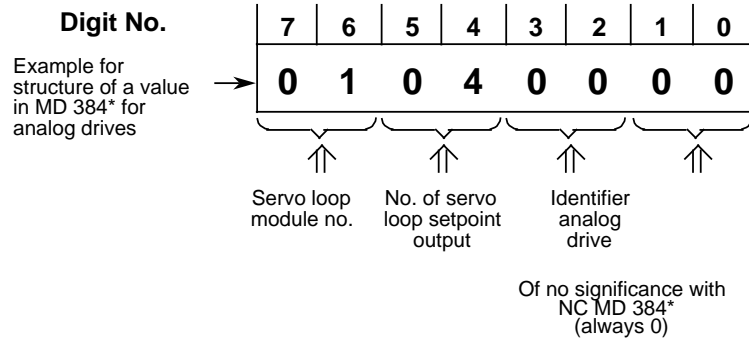 Digit No.
7 6 5 4 3 2 1 0
Example for
structure of a value
in MD 384* for
analog drives
0 1 0 4 0 0 0 0
Servo loop
module no.
No. of servo
loop setpoint
output
Identifier
analog
drive
Of no significance with
NC MD 384*
(always 0)